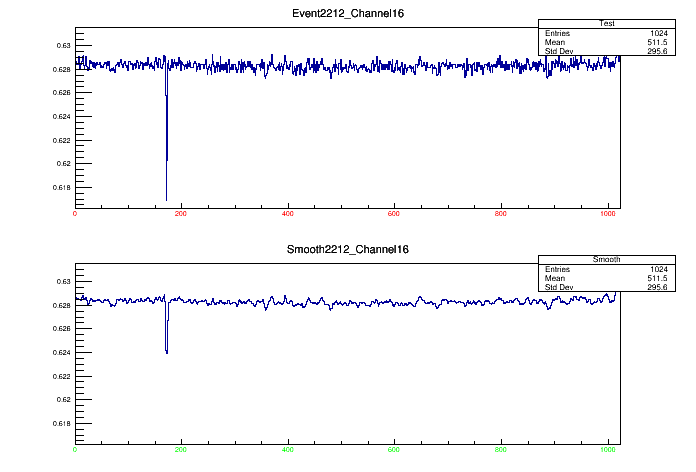 Event2212_Channel16
Test
Entries 1024
Mean 511.5
Std Dev 295.6
0.63
0.628
0.626
0.624
0.622
0.62
0.618
0 200 400 600 800 1000
Smooth2212_Channel16
Smooth
Entries 1024
Mean 511.5
Std Dev 295.6
0.63
0.628
0.626
0.624
0.622
0.62
0.618
0 200 400 600 800 1000